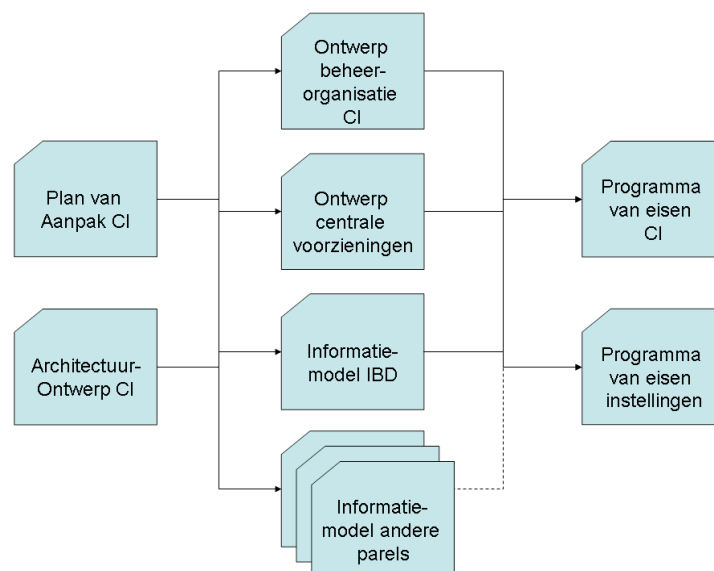 Plan van
Aanpak CI
Architectuur-
Ontwerp CI
Ontwerp
beheer-
organisatie
CI
Ontwerp
centrale
voorzieningen
Informatie-
model IBD
Informatie-
model andere
parels
Programma
van eisen
CI
Programma
van eisen
instellingen